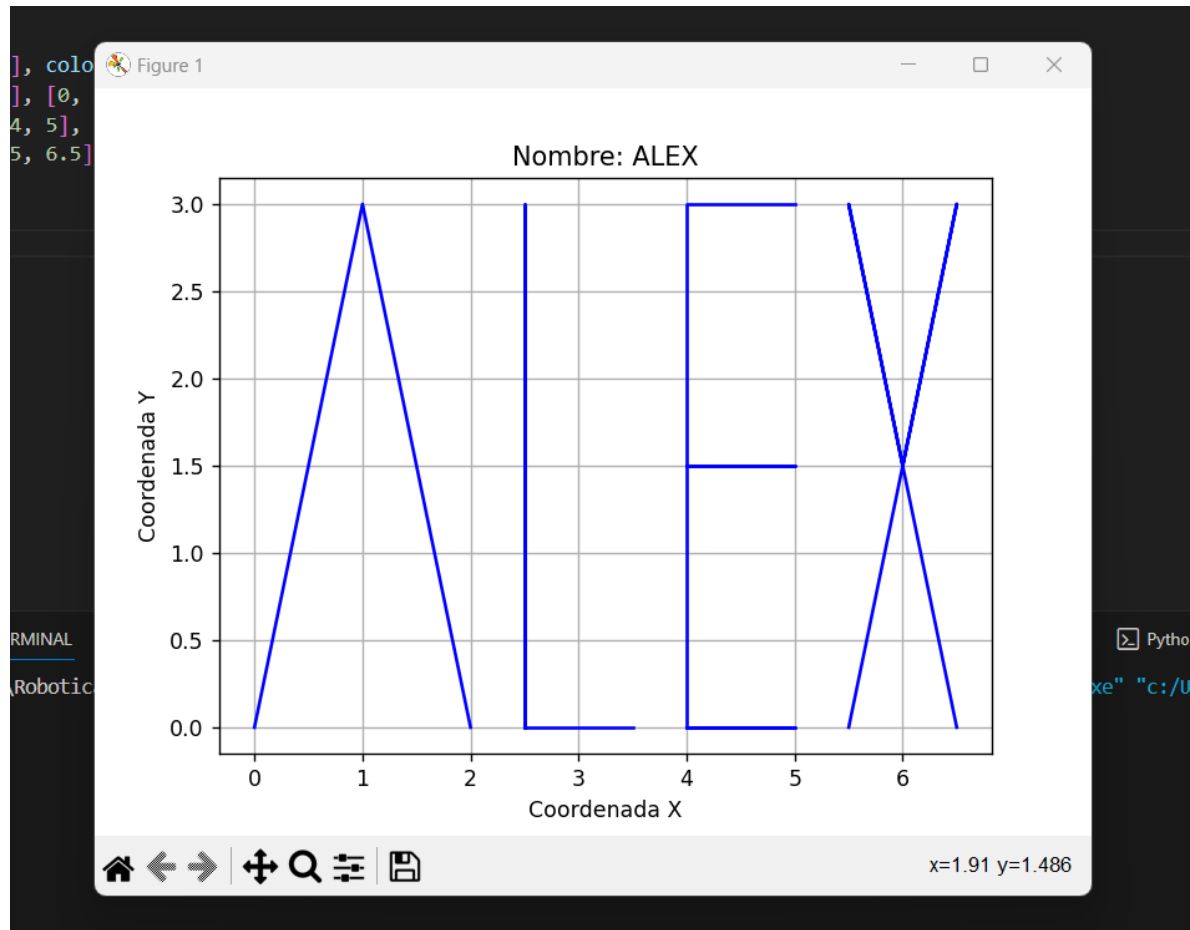 ], colo
], [0,
4, 5],
5, 6.5]
Figure 1
Nombre: ALEX
3.0
2.5
2.0
1.5
1.0
0.5
0.0
Coordenada Y
0 1 2 3 4 5 6
Coordenada X
x=1.91 y=1.486
RMINAL
Pytho
\Robotic
xe" "c:/U